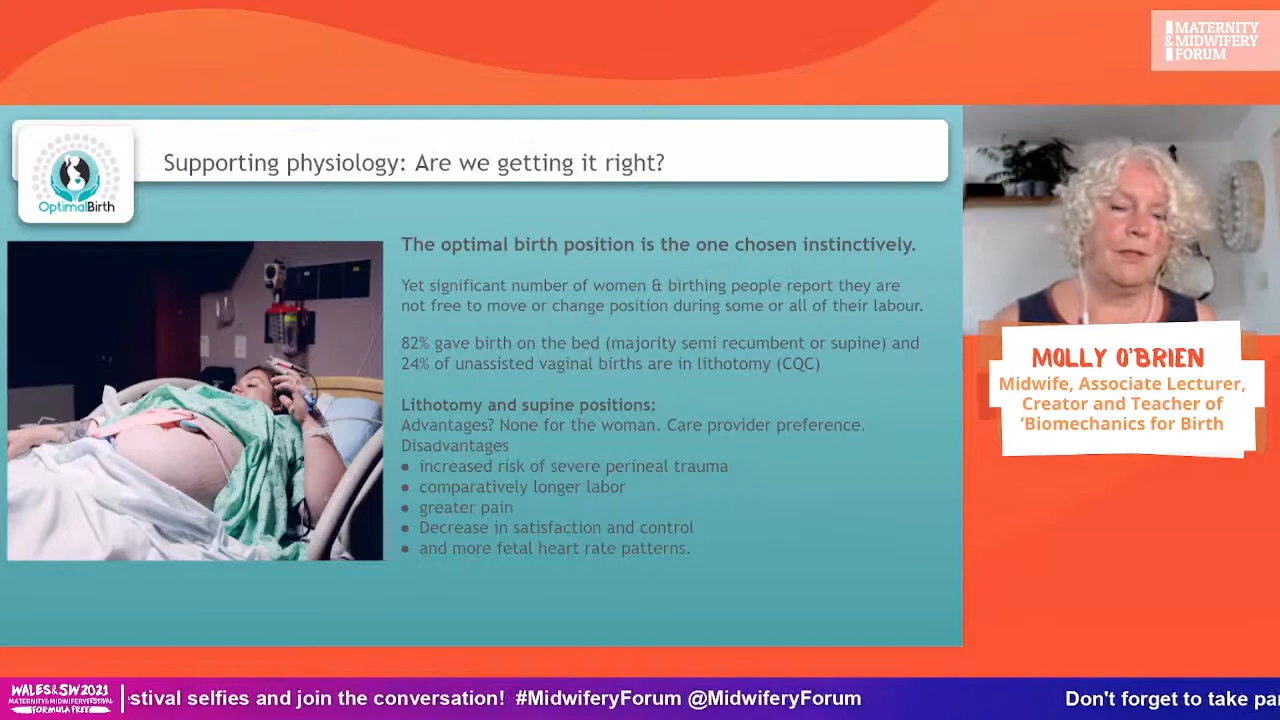 MATERNITY
& MIDWIFERY
FORUM
Supporting physiology: Are we getting it right?
OptimalBirth
The optimal birth position is the one chosen instinctively.
Yet significant number of women & birthing people report they are
not free to move or change position during some or all of their labour.
82% gave birth on the bed (majority semi recumbent or supine) and
24% of unassisted vaginal births are in lithotomy (CQC)
Lithotomy and supine positions:
Advantages? None for the woman. Care provider preference.
Disadvantages
• increased risk of severe perineal trauma
• comparatively longer labor
• greater pain
• Decrease in satisfaction and control
• and more fetal heart rate patterns.
MOLLY O'BRIEN
Midwife, Associate Lecturer,
Creator and Teacher of
'Biomechanics for Birth
WALES&SW2021
MATERNITY&MIDWIFERYFESTIVAL
FORMULA FREE
stival selfies and join the conversation! #MidwiferyForum @MidwiferyForum
Don't forget to take pa